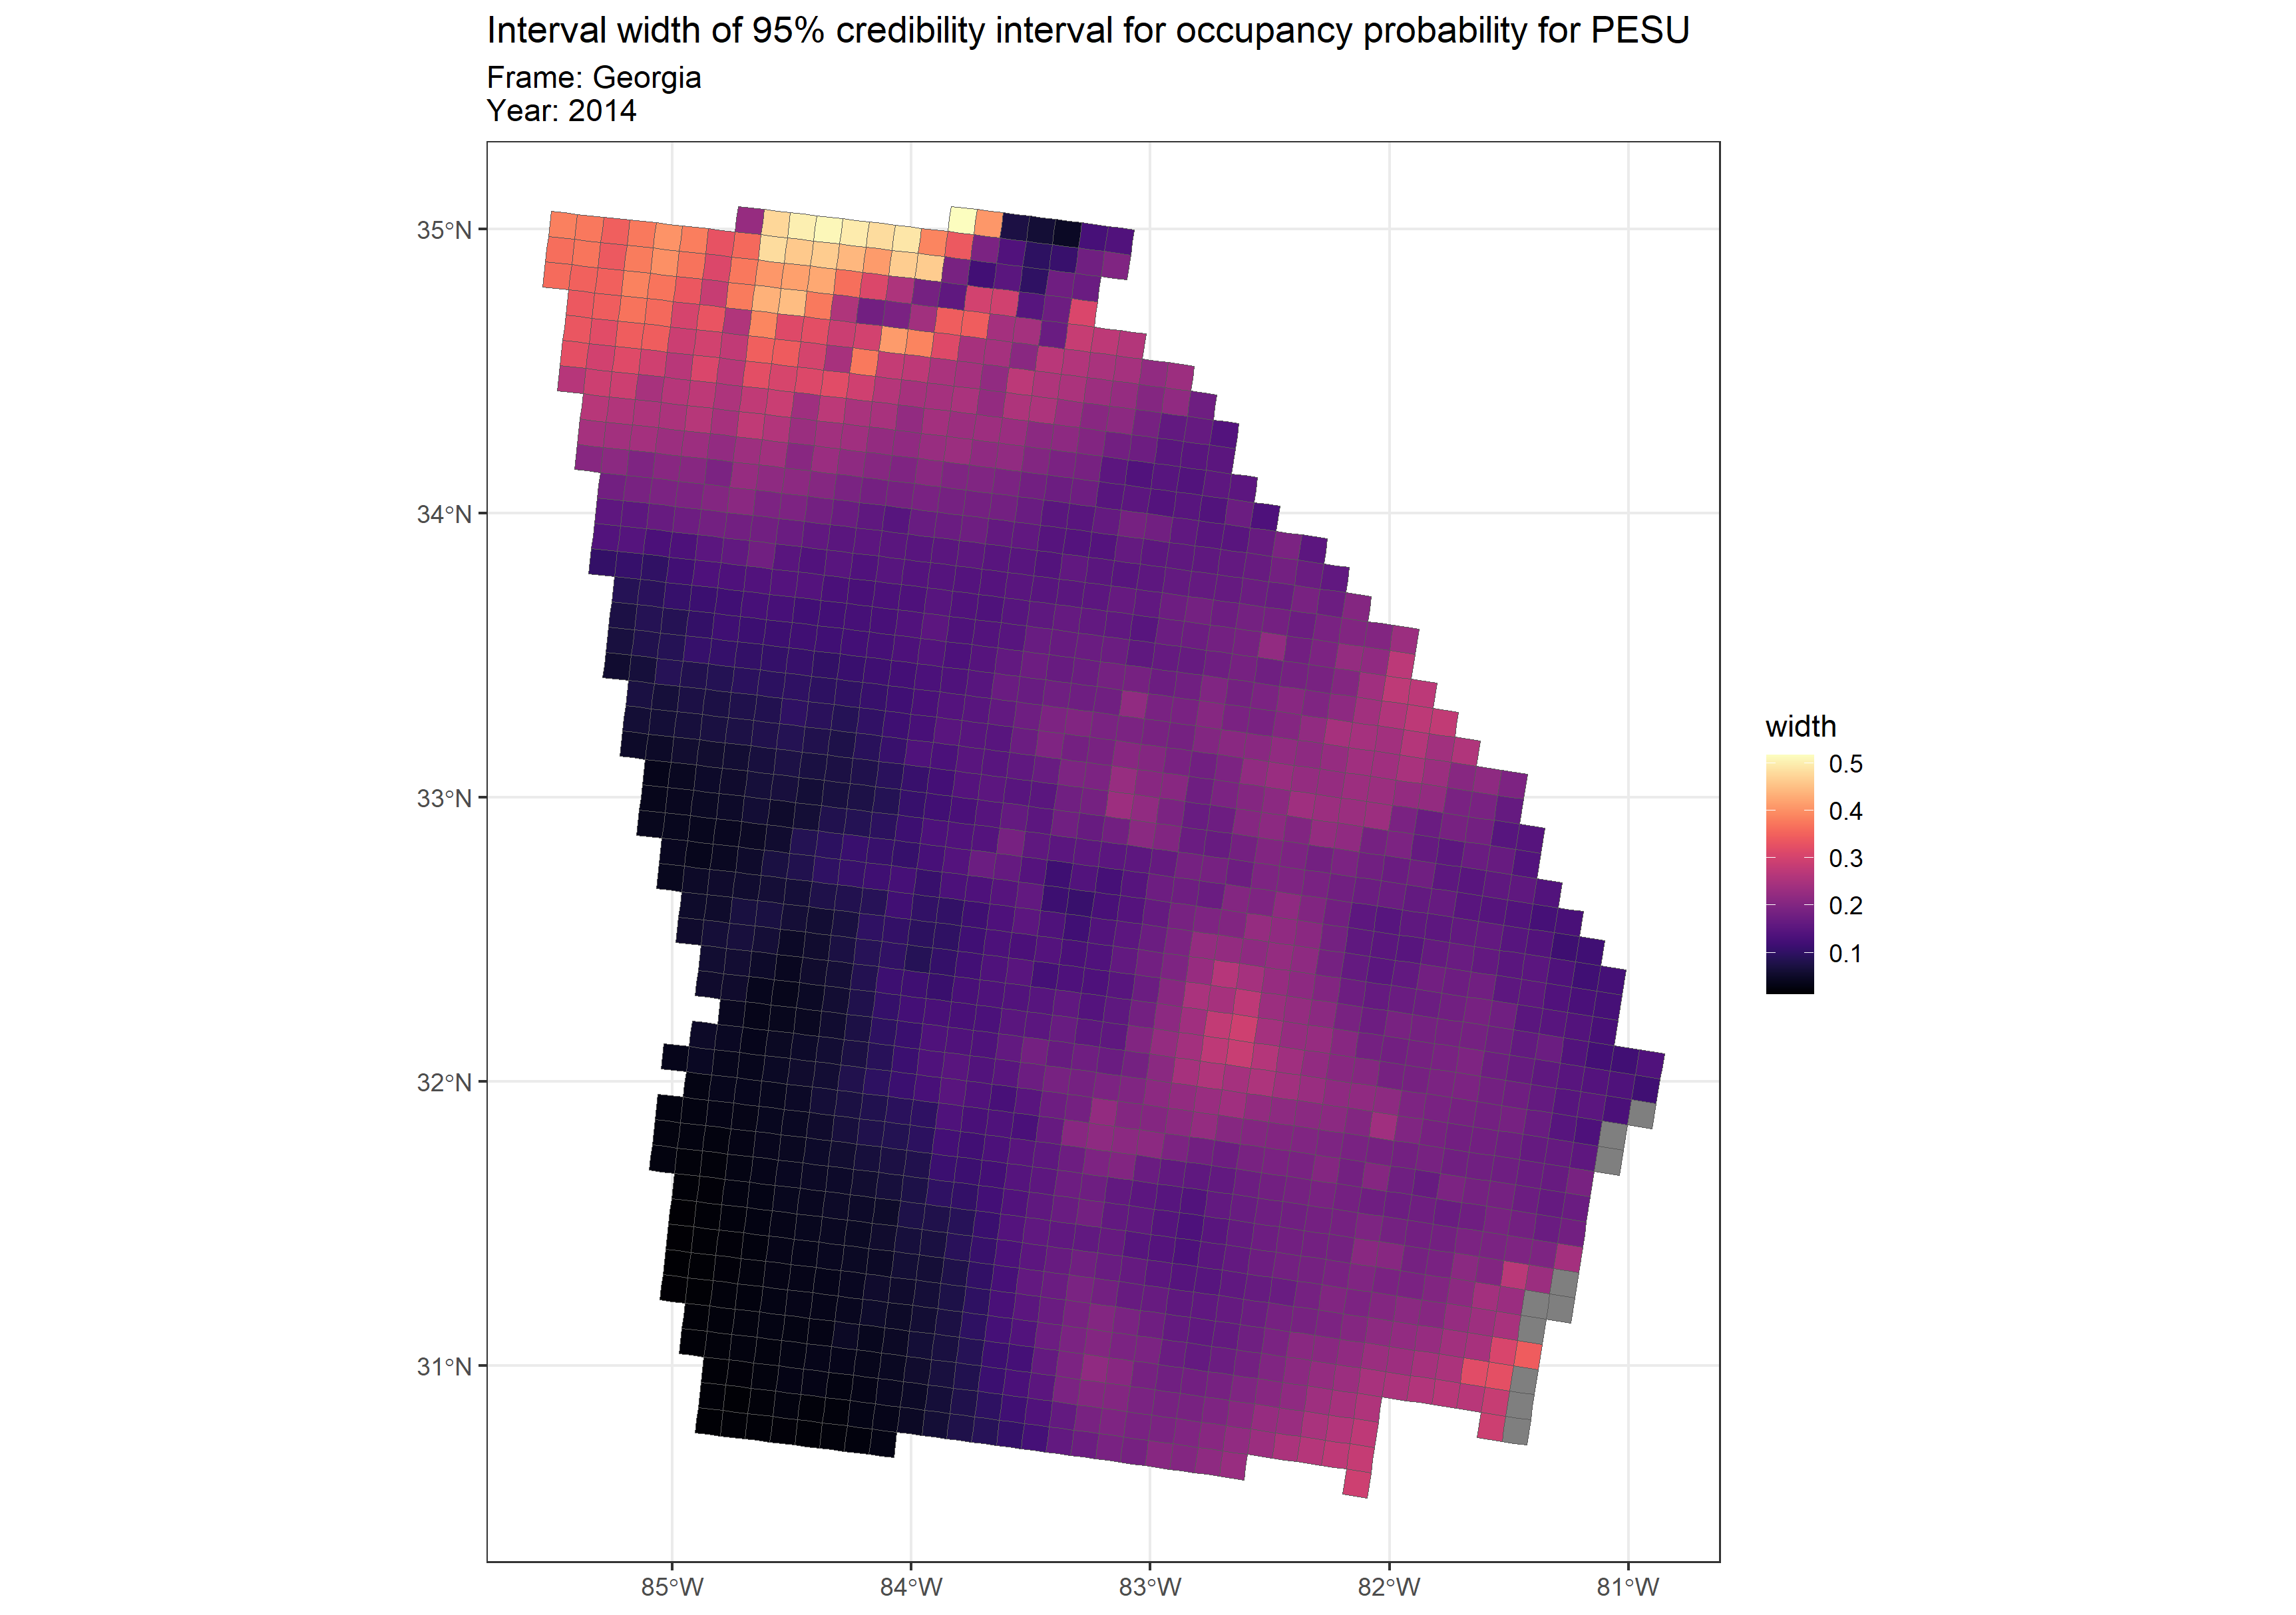 Interval width of 95% credibility interval for occupancy probability for PESU
Frame: Georgia
Year: 2014
35°N
34°N
33°N
32°N
31°N
85°W
84°W
83°W
82°W
81°W
width
0.5
0.4
0.3
0.2
0.1